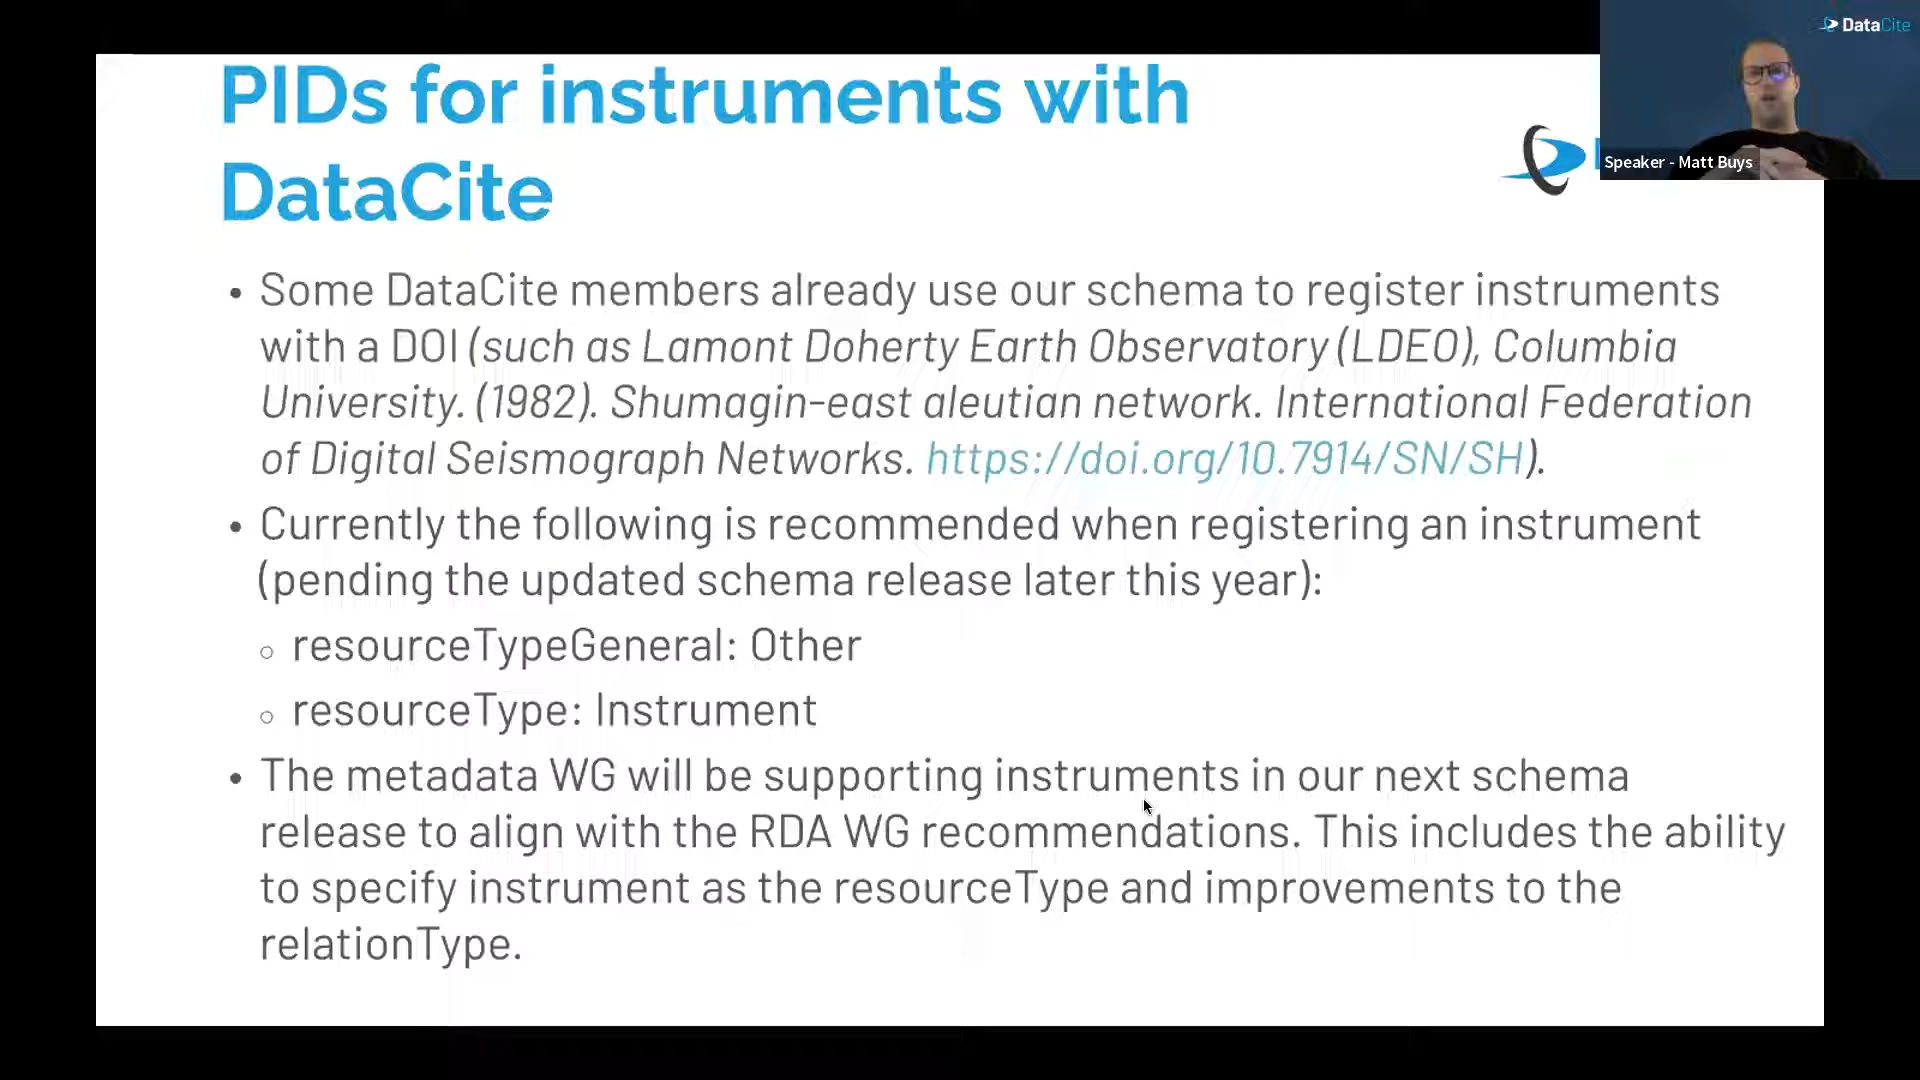 PIDs for instruments with
DataCite
DataCite
Speaker - Matt Buys
• Some DataCite members already use our schema to register instruments
with a DOI (such as Lamont Doherty Earth Observatory (LDEO), Columbia
University. (1982). Shumagin-east aleutian network. International Federation
of Digital Seismograph Networks. https://doi.org/10.7914/SN/SH).
• Currently the following is recommended when registering an instrument
(pending the updated schema release later this year):
○ resourceTypeGeneral: Other
○ resourceType: Instrument
• The metadata WG will be supporting instruments in our next schema
release to align with the RDA WG recommendations. This includes the ability
to specify instrument as the resourceType and improvements to the
relationType.